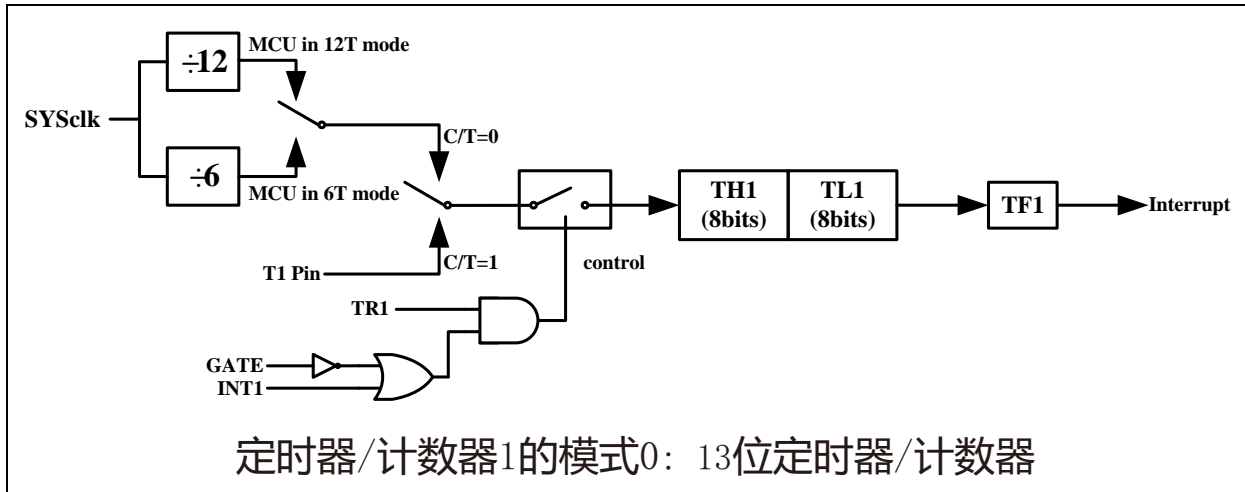 ÷12
MCU in 12T mode
SYSclk
÷6
MCU in 6T mode
C/T=0
C/T=1
T1 Pin
TH1
(8bits)
TL1
(8bits)
TF1
Interrupt
control
TR1
GATE
INT1
定时器/计数器1的模式0: 13位定时器/计数器